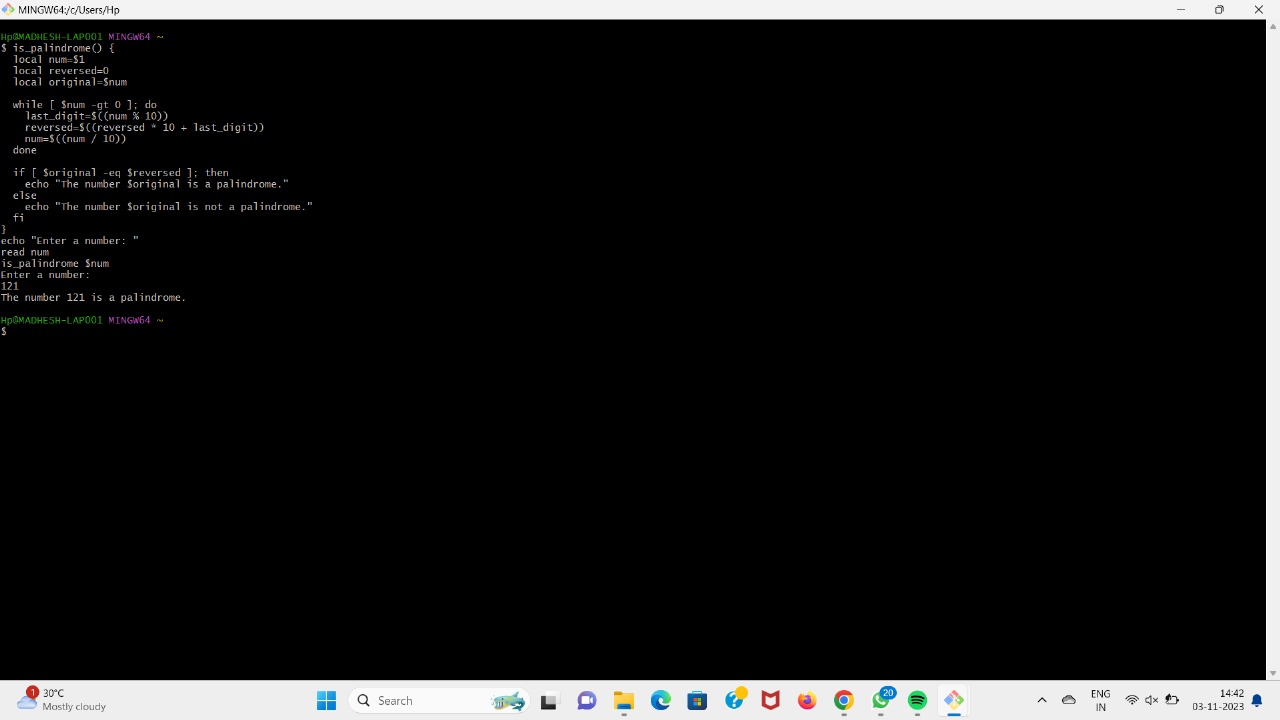 MINGW64:/c/Users/Hp
Hp@MADHESH-LAP001 MINGW64 ~
$ is_palindrome() {
  local num=$1
  local reversed=0
  local original=$num

  while [ $num -gt 0 ]; do
    last_digit=$((num % 10))
    reversed=$((reversed * 10 + last_digit))
    num=$((num / 10))
  done

  if [ $original -eq $reversed ]; then
    echo "The number $original is a palindrome."
  else
    echo "The number $original is not a palindrome."
  fi
}
echo "Enter a number: "
read num
is_palindrome $num
Enter a number:
121
The number 121 is a palindrome.

Hp@MADHESH-LAP001 MINGW64 ~
$
1
30°C
Mostly cloudy
Search
20
ENG
IN
14:42
03-11-2023